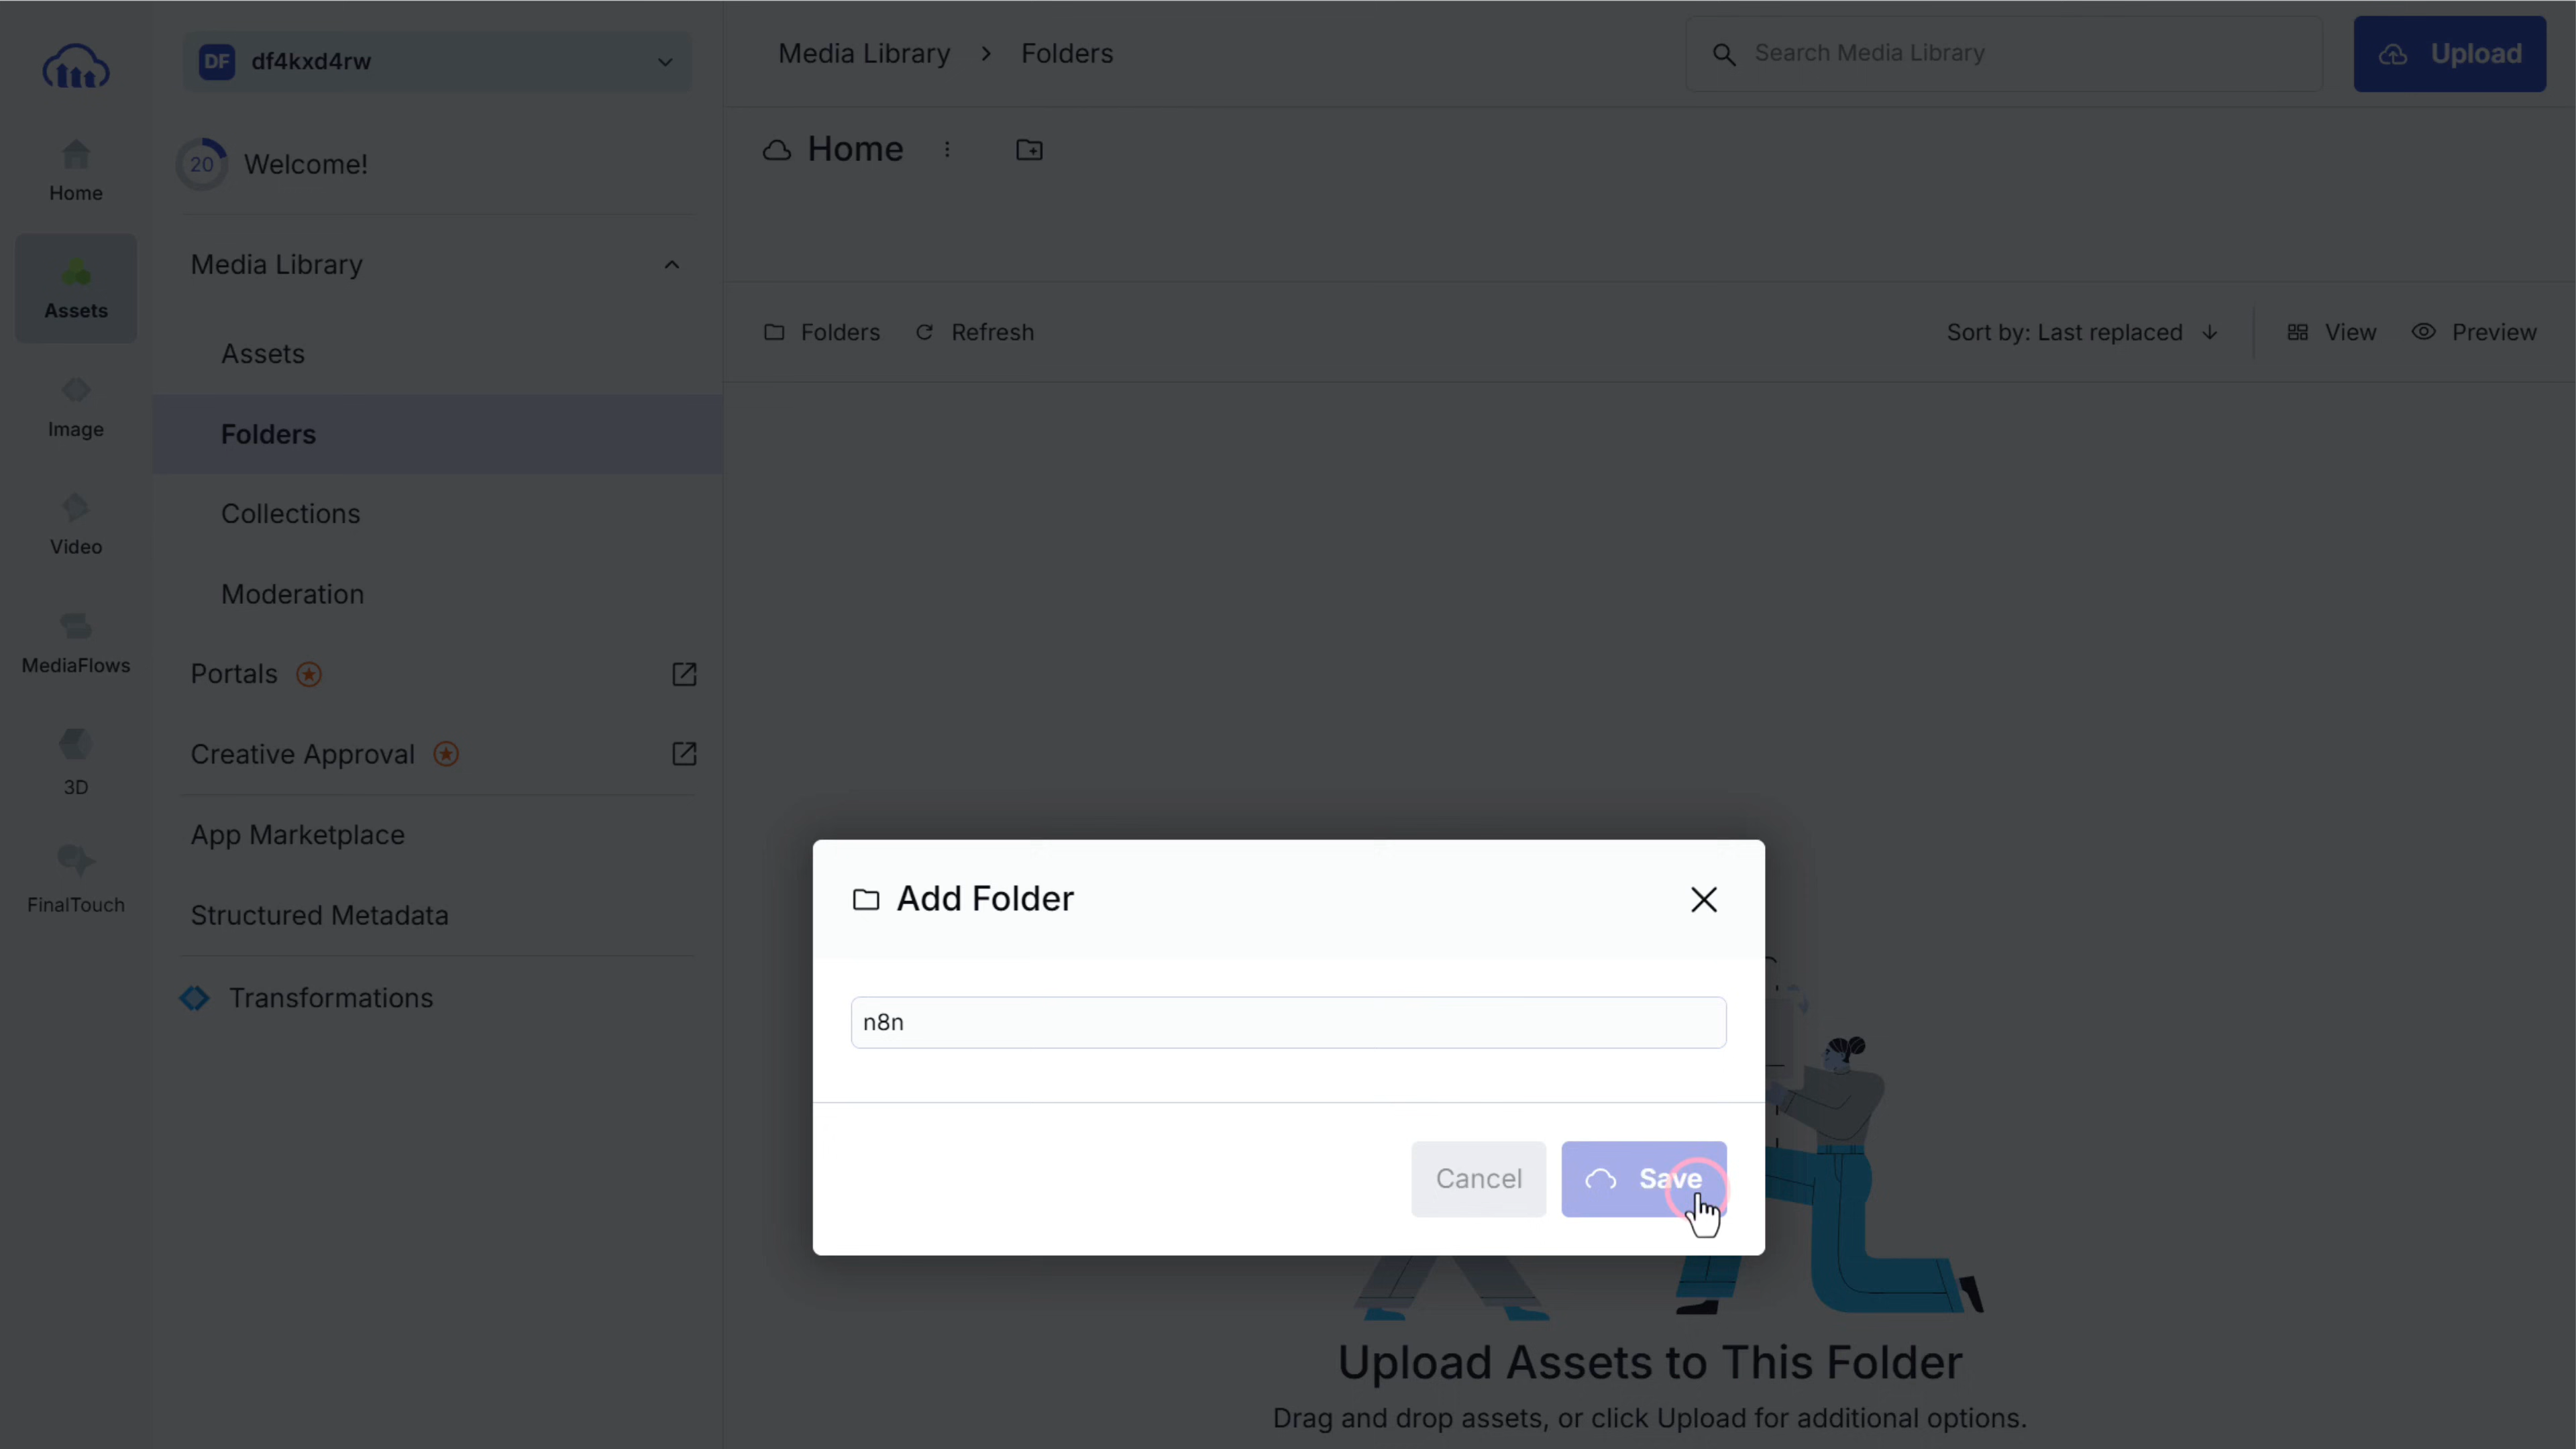 DF df4kxd4rw
20 Welcome!
Home
Assets
Image
Video
MediaFlows
3D
FinalTouch
Media Library
Assets
Folders
Collections
Moderation
Portals
Creative Approval
App Marketplace
Structured Metadata
Transformations
Media Library > Folders
Search Media Library
Upload
Home
Folders
Refresh
Sort by: Last replaced
View
Preview
Add Folder
n8n
Cancel
Save
Upload Assets to This Folder
Drag and drop assets, or click Upload for additional options.